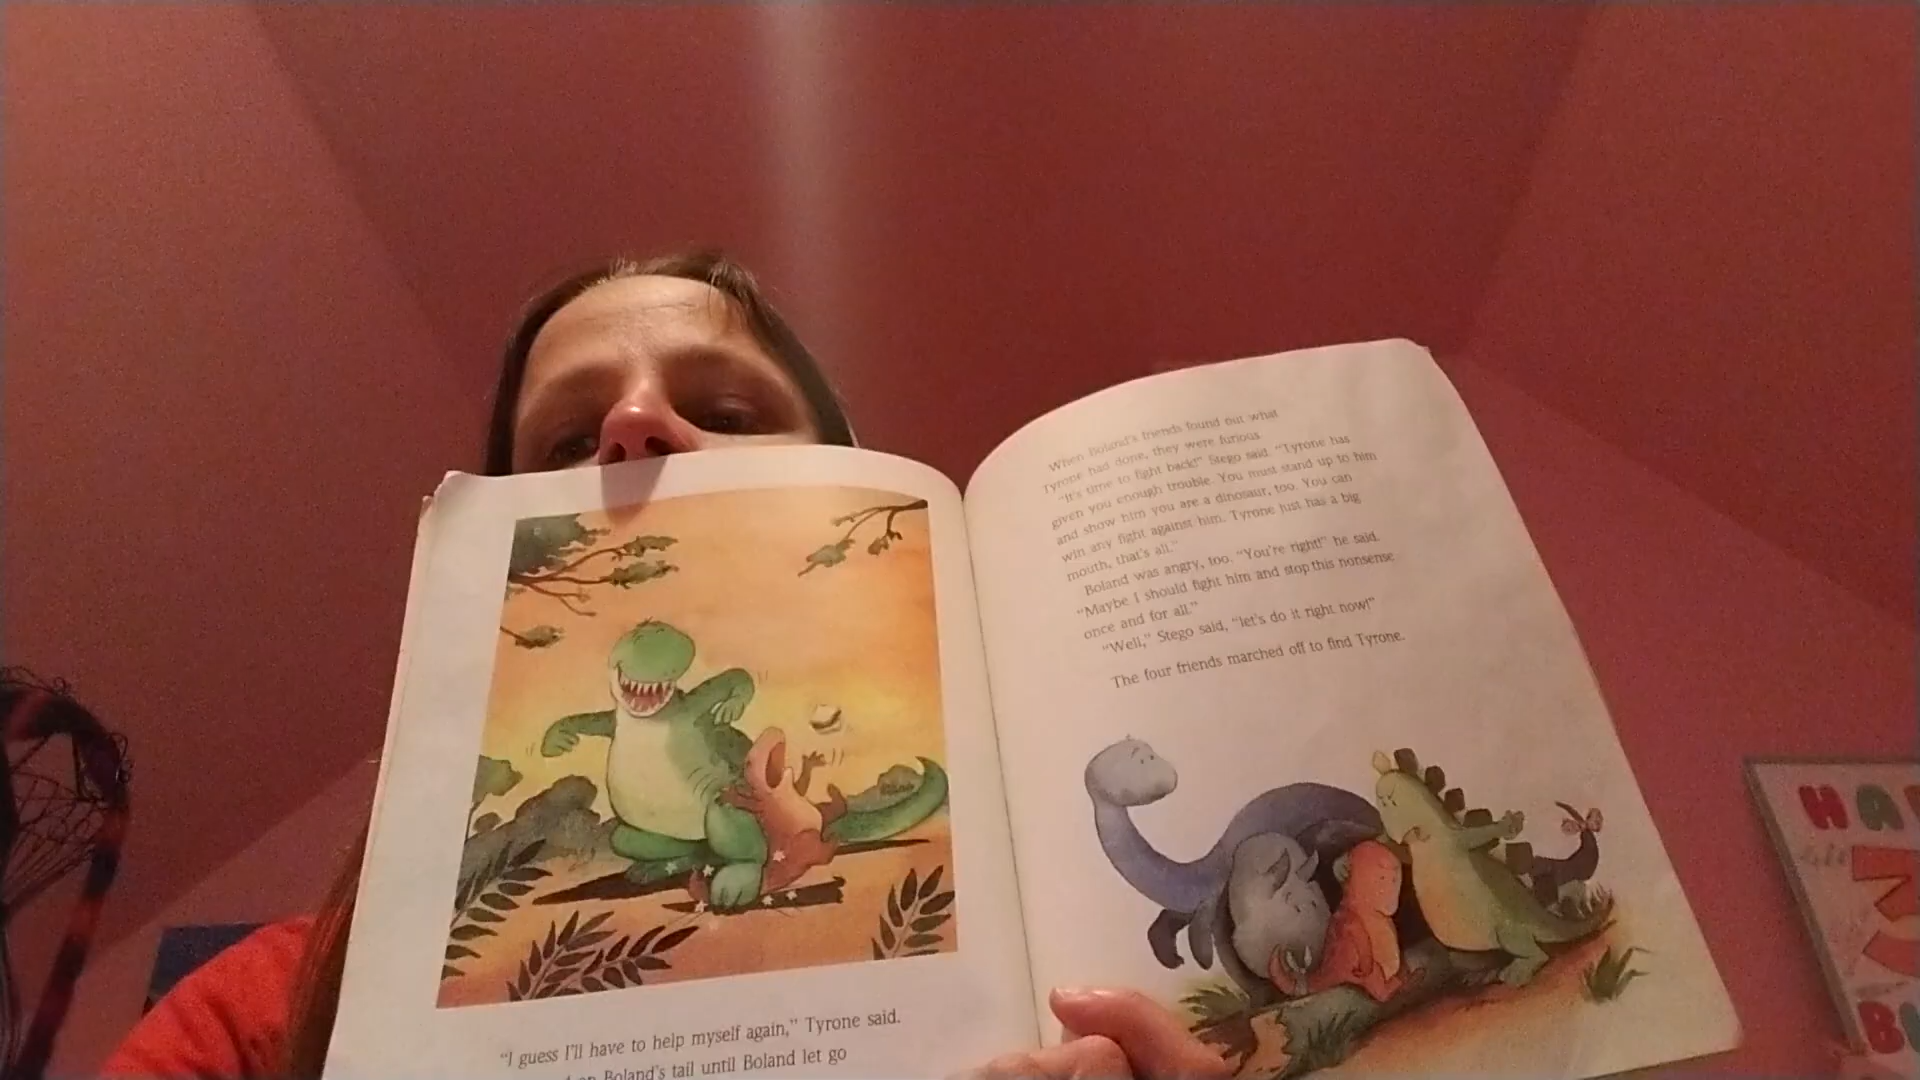 "I guess I'll have to help myself again," Tyrone said.
on Boland's tail until Boland let go
When Boland's friends found out what
Tyrone had done, they were furious
"It's time to fight back!" Stego said. "Tyrone has
given you enough trouble. You must stand up to him
and show him you are a dinosaur, too. You can
win any fight against him. Tyrone just has a big
mouth, that's all."
Boland was angry, too. "You're right!" he said.
"Maybe I should fight him and stop this nonsense
once and for all."
"Well," Stego said, "let's do it right now!"
The four friends marched off to find Tyrone.
HA